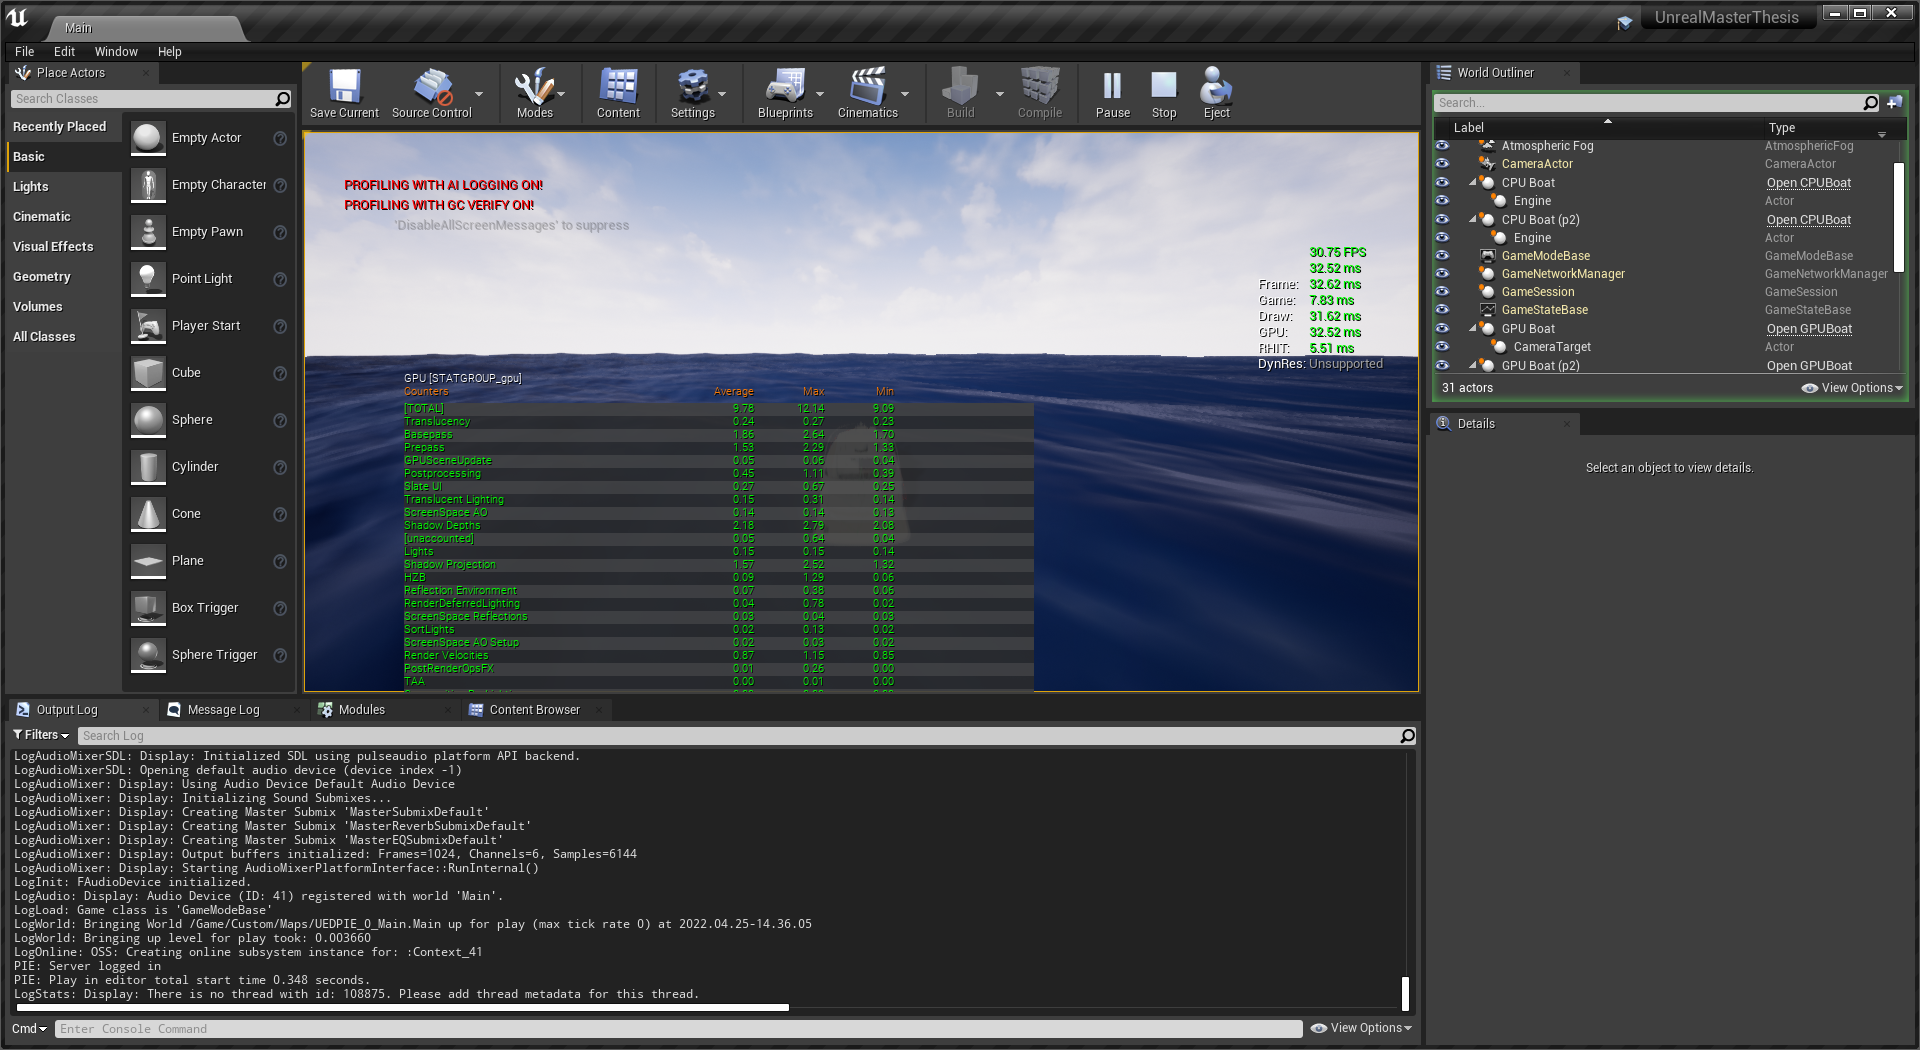 Main
UnrealMasterThesis
File Edit Window Help
Place Actors
Search Classes
Recently Placed
Basic
Lights
Cinematic
Visual Effects
Geometry
Volumes
All Classes
Empty Actor
Empty Character
Empty Pawn
Point Light
Player Start
Cube
Sphere
Cylinder
Cone
Plane
Box Trigger
Sphere Trigger
Save Current Source Control Modes Content Settings Blueprints Cinematics Build Compile Pause Stop Eject
PROFILING WITH AI LOGGING ON!
PROFILING WITH GC VERIFY ON!
'DisableAllScreenMessages' to suppress
30.75 FPS
32.52 ms
Frame: 32.62 ms
Game: 7.83 ms
Draw: 31.62 ms
GPU: 32.52 ms
RHIT: 5.51 ms
DynRes: Unsupported
GPU [STATGROUP_gpu]
Counters Average Max Min
[TOTAL] 9.78 12.14 9.09
Translucency 0.24 0.27 0.23
Basepass 1.86 2.64 1.70
Prepass 1.53 2.29 1.33
GPUSceneUpdate 0.05 0.06 0.04
Postprocessing 0.45 1.11 0.39
Slate UI 0.27 0.67 0.25
Translucent Lighting 0.15 0.31 0.14
ScreenSpace AO 0.14 0.14 0.13
Shadow Depths 2.18 2.79 2.08
[unaccounted] 0.05 0.64 0.04
Lights 0.15 0.15 0.14
Shadow Projection 1.57 2.52 1.32
HZB 0.09 1.29 0.06
Reflection Environment 0.07 0.38 0.06
RenderDeferredLighting 0.04 0.78 0.02
ScreenSpace Reflections 0.03 0.04 0.03
SortLights 0.02 0.13 0.02
ScreenSpace AO Setup 0.02 0.03 0.02
Render Velocities 0.87 1.15 0.85
PostRenderOpsFX 0.01 0.26 0.00
TAA 0.00 0.01 0.00
World Outliner
Search...
Label Type
Atmospheric Fog AtmosphericFog
CameraActor CameraActor
CPU Boat Open CPUBoat
Engine Actor
CPU Boat (p2) Open CPUBoat
Engine Actor
GameModeBase GameModeBase
GameNetworkManager GameNetworkManager
GameSession GameSession
GameStateBase GameStateBase
GPU Boat Open GPUBoat
CameraTarget Actor
GPU Boat (p2) Open GPUBoat
31 actors View Options
Details
Select an object to view details.
Output Log Message Log Modules Content Browser
Filters Search Log
LogAudioMixerSDL: Display: Initialized SDL using pulseaudio platform API backend.
LogAudioMixerSDL: Opening default audio device (device index -1)
LogAudioMixer: Display: Using Audio Device Default Audio Device
LogAudioMixer: Display: Initializing Sound Submixes...
LogAudioMixer: Display: Creating Master Submix 'MasterSubmixDefault'
LogAudioMixer: Display: Creating Master Submix 'MasterReverbSubmixDefault'
LogAudioMixer: Display: Creating Master Submix 'MasterEQSubmixDefault'
LogAudioMixer: Display: Output buffers initialized: Frames=1024, Channels=6, Samples=6144
LogAudioMixer: Display: Starting AudioMixerPlatformInterface::RunInternal()
LogInit: FAudioDevice initialized.
LogAudio: Display: Audio Device (ID: 41) registered with world 'Main'.
LogLoad: Game class is 'GameModeBase'
LogWorld: Bringing World /Game/Custom/Maps/UEDPIE_0_Main.Main up for play (max tick rate 0) at 2022.04.25-14.36.05
LogWorld: Bringing up level for play took: 0.003660
LogOnline: OSS: Creating online subsystem instance for: :Context_41
PIE: Server logged in
PIE: Play in editor total start time 0.348 seconds.
LogStats: Display: There is no thread with id: 108875. Please add thread metadata for this thread.
Cmd Enter Console Command View Options